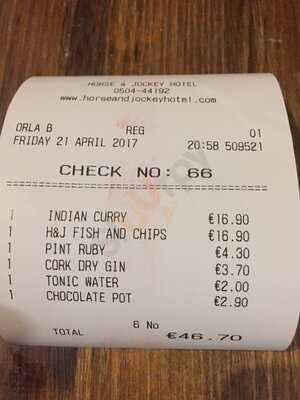 HORSE & JOCKEY HOTEL
0504-44192
www.horseandjockeyhotel.com
ORLA B REG 01
FRIDAY 21 APRIL 2017 20:58 509521
CHECK NO: 66
1 INDIAN CURRY €16.90
1 H&J FISH AND CHIPS €16.90
1 PINT RUBY €4.30
1 CORK DRY GIN €3.70
1 TONIC WATER €2.00
1 CHOCOLATE POT €2.90
6 No
TOTAL €46.70